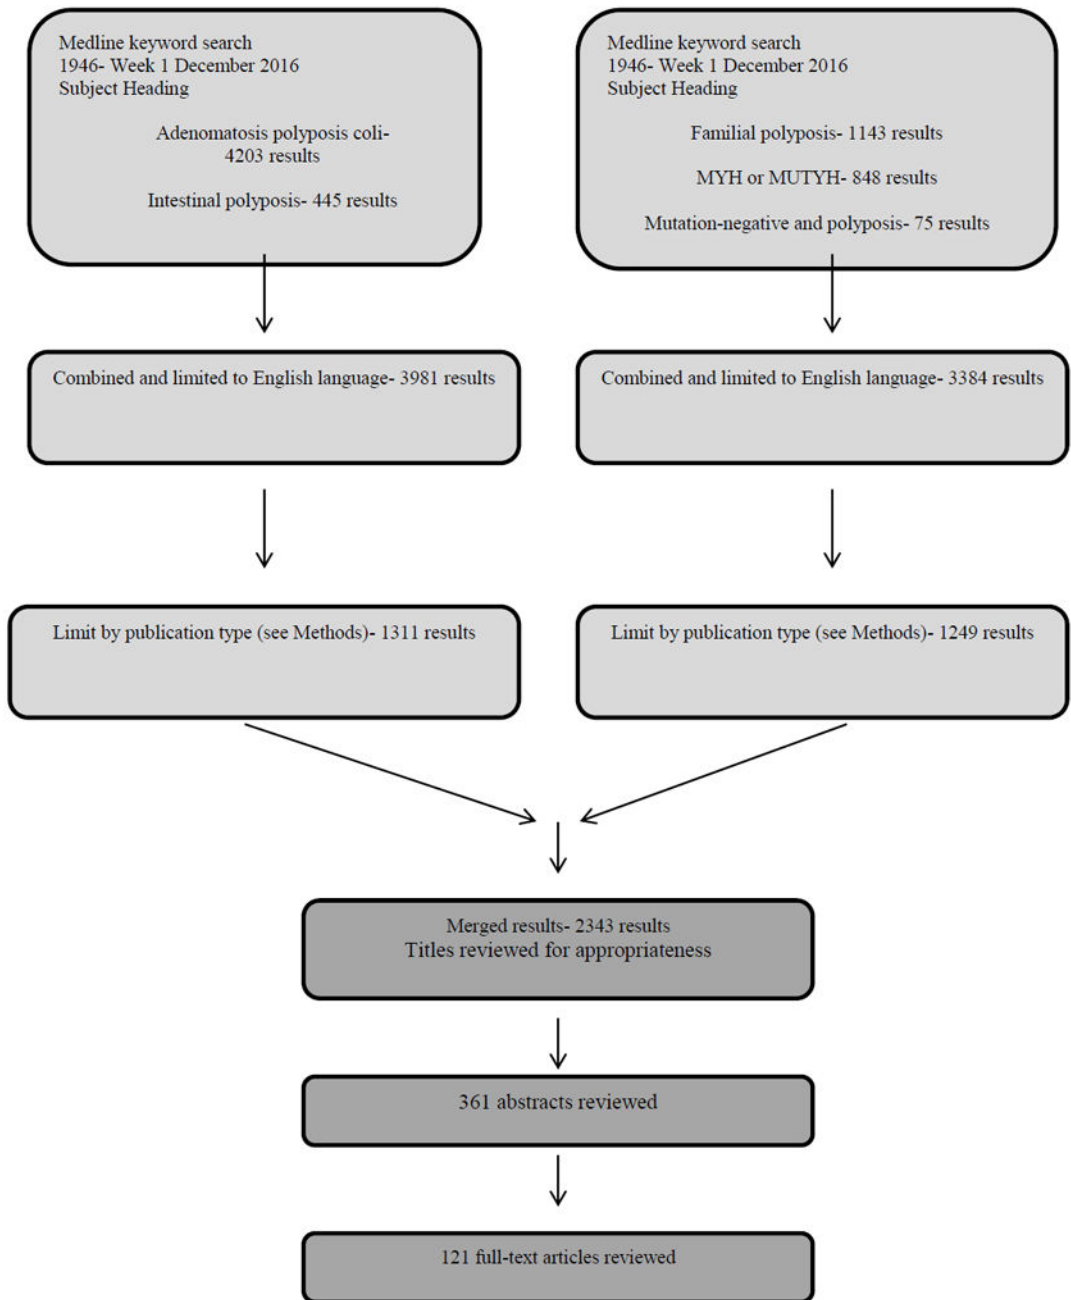 Medline keyword search
1946- Week 1 December 2016
Subject Heading
Adenomatosis polyposis coli-
4203 results
Intestinal polyposis- 445 results
Medline keyword search
1946- Week 1 December 2016
Subject Heading
Familial polyposis- 1143 results
MYH or MUTYH- 848 results
Mutation-negative and polyposis- 75 results
Combined and limited to English language- 3981 results
Combined and limited to English language- 3384 results
Limit by publication type (see Methods)- 1311 results
Limit by publication type (see Methods)- 1249 results
Merged results- 2343 results
Titles reviewed for appropriateness
361 abstracts reviewed
121 full-text articles reviewed